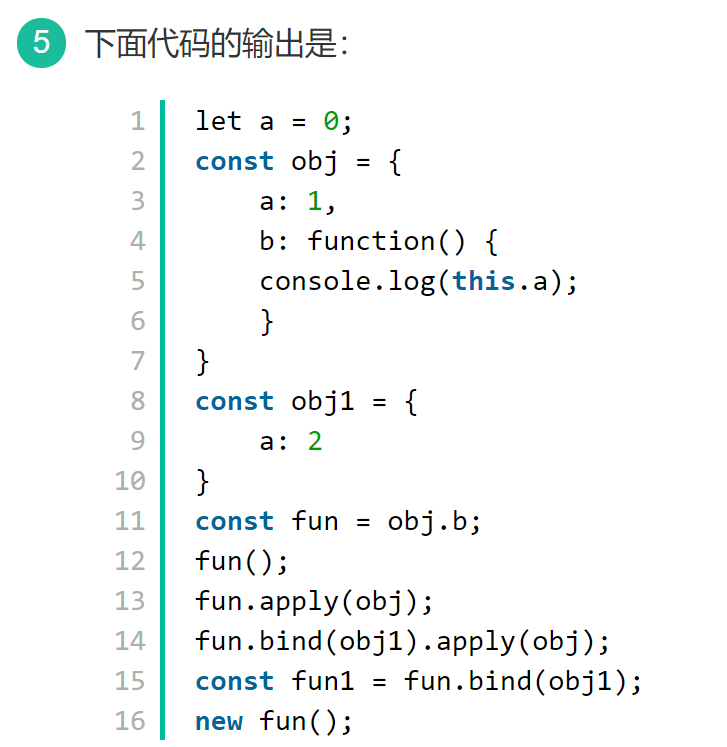 5 下面代码的输出是：
1 let a = 0;
2 const obj = {
3     a: 1,
4     b: function() {
5     console.log(this.a);
6     }
7 }
8 const obj1 = {
9     a: 2
10 }
11 const fun = obj.b;
12 fun();
13 fun.apply(obj);
14 fun.bind(obj1).apply(obj);
15 const fun1 = fun.bind(obj1);
16 new fun();